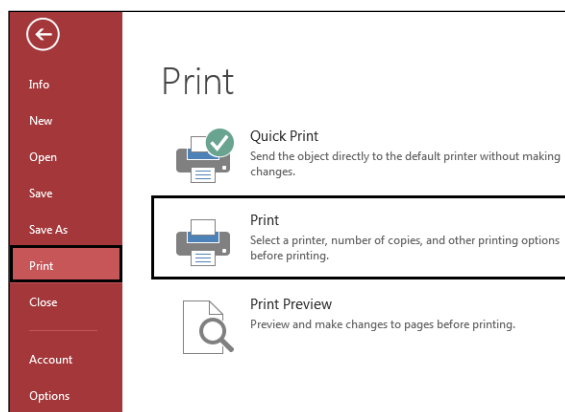 Info
New
Open
Save
Save As
Print
Close
Account
Options
Print
Quick Print
Send the object directly to the default printer without making
changes.
Print
Select a printer, number of copies, and other printing options
before printing.
Print Preview
Preview and make changes to pages before printing.